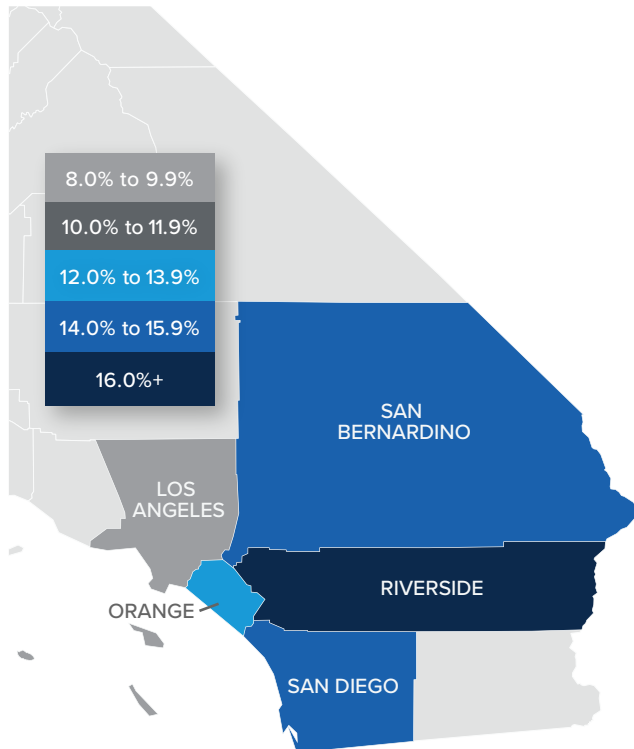 8.0% to 9.9%
10.0% to 11.9%
12.0% to 13.9%
14.0% to 15.9%
16.0%+
SAN
BERNARDINO
LOS
ANGELES
RIVERSIDE
ORANGE
SAN DIEGO